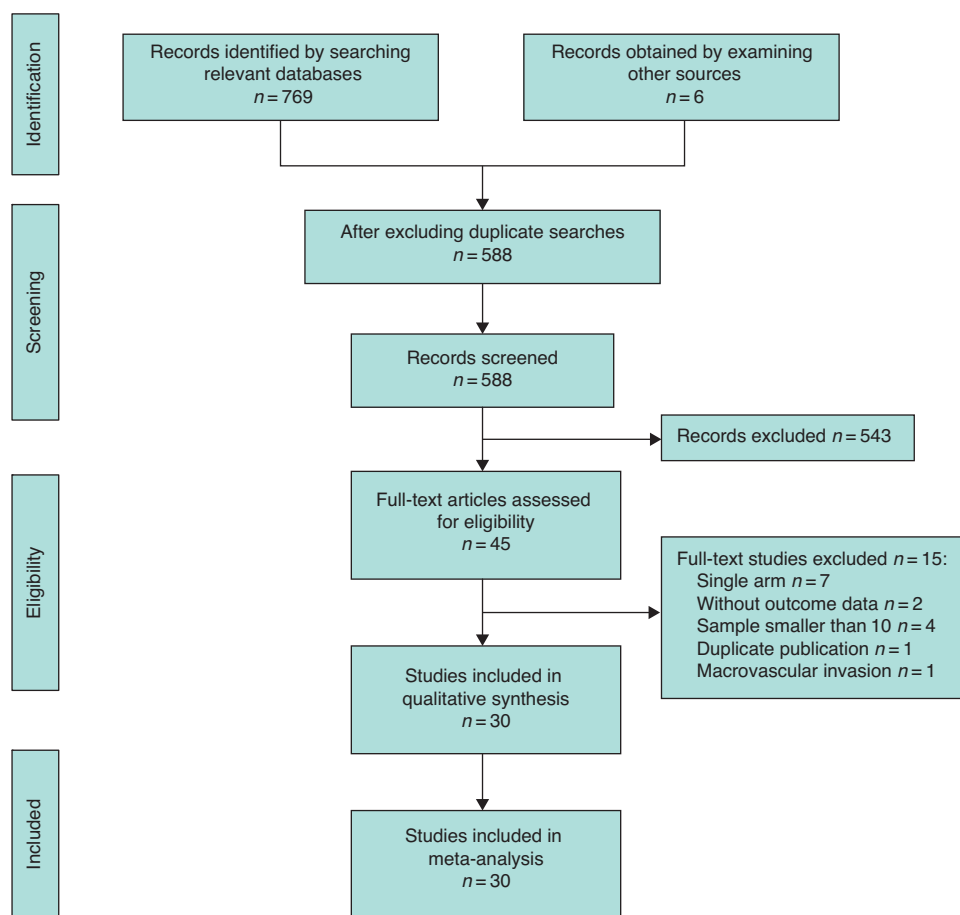 Identification
Records identified by searching
relevant databases
n = 769
Records obtained by examining
other sources
n = 6
Screening
After excluding duplicate searches
n = 588
Records screened
n = 588
Records excluded n = 543
Eligibility
Full-text articles assessed
for eligibility
n = 45
Full-text studies excluded n = 15:
Single arm n = 7
Without outcome data n = 2
Sample smaller than 10 n = 4
Duplicate publication n = 1
Macrovascular invasion n = 1
Studies included in
qualitative synthesis
n = 30
Included
Studies included in
meta-analysis
n = 30